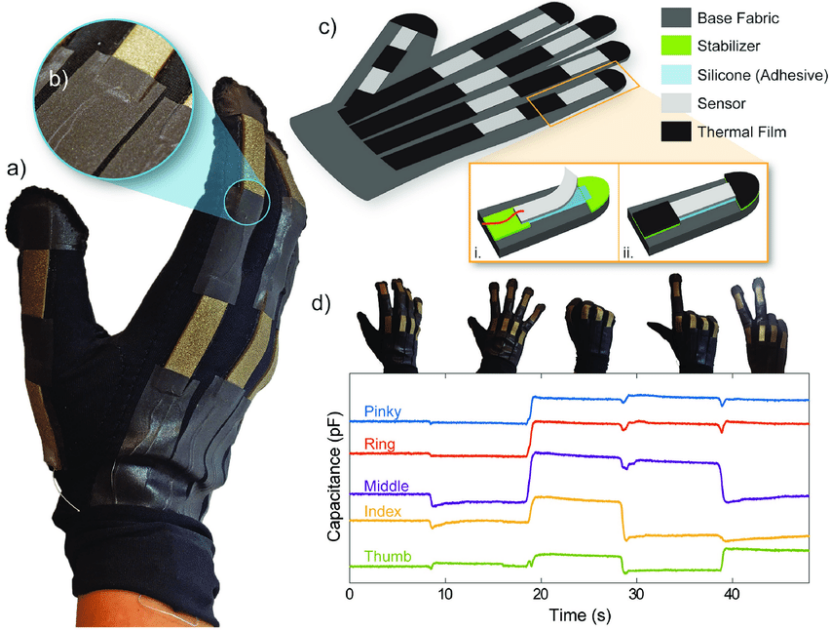 a)
b)
c)
Base Fabric
Stabilizer
Silicone (Adhesive)
Sensor
Thermal Film
i.
ii.
d)
Capacitance (pF)
Pinky
Ring
Middle
Index
Thumb
0
10
20
30
40
Time (s)